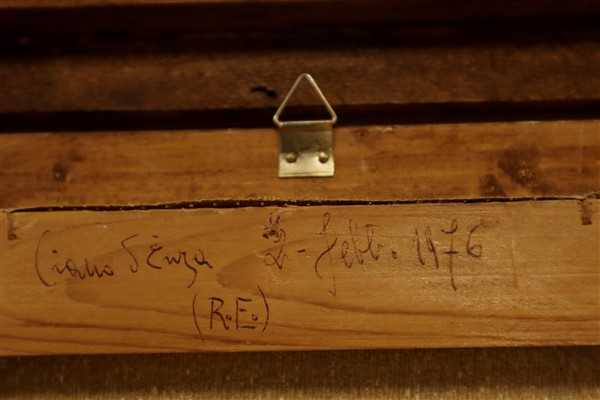 Ciano d'Enza 2 - febb. 1976
(R.E.)